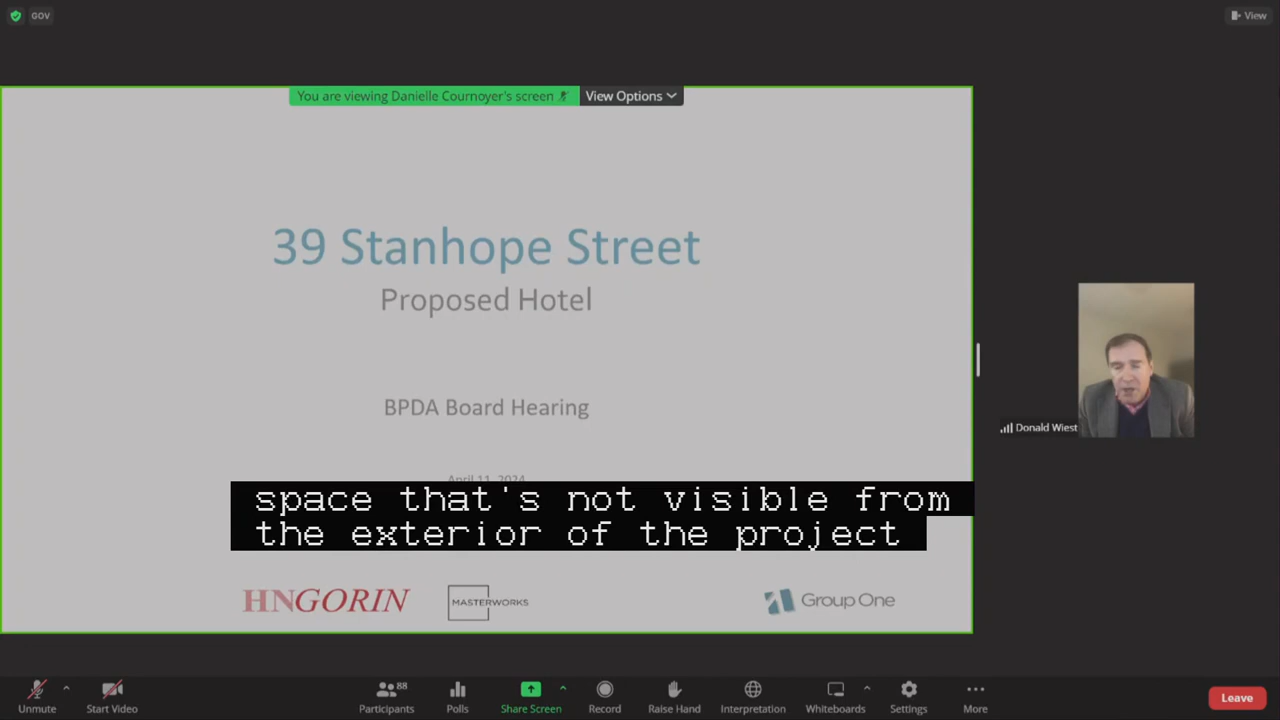 GOV
View
You are viewing Danielle Cournoyer's screen
View Options
39 Stanhope Street
Proposed Hotel
BPDA Board Hearing
April 11, 2024
space that's not visible from
the exterior of the project
HNGORIN
MASTERWORKS
Group One
Donald Wiest
88
Unmute
Start Video
Participants
Polls
Share Screen
Record
Raise Hand
Interpretation
Whiteboards
Settings
More
Leave